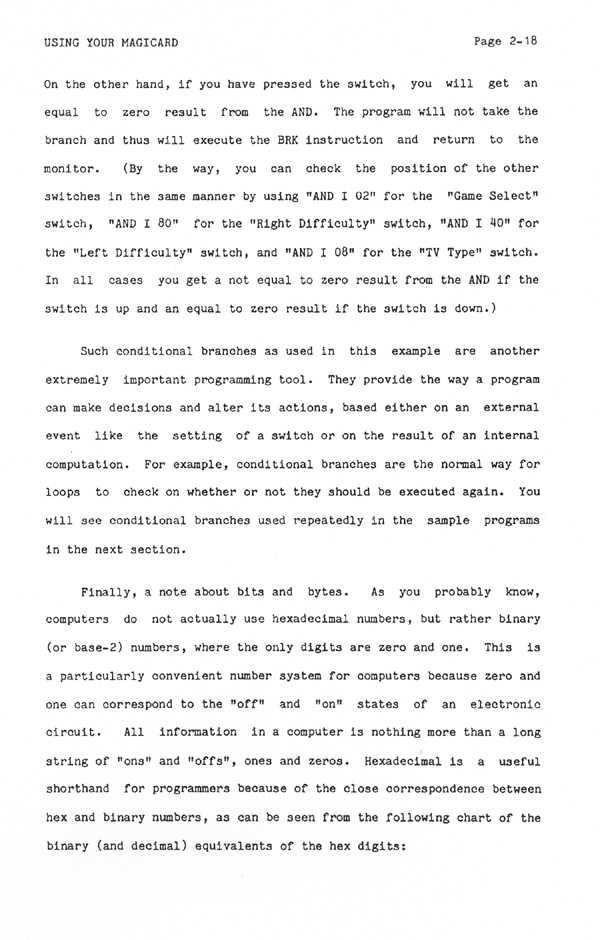 USING YOUR MAGICARD Page 2-18
On the other hand, if you have pressed the switch, you will get an
equal to zero result from the AND. The program will not take the
branch and thus will execute the BRK instruction and return to the
monitor. (By the way, you can check the position of the other
switches in the same manner by using "AND I 02" for the "Game Select"
switch, "AND I 80" for the "Right Difficulty" switch, "AND I 40" for
the "Left Difficulty" switch, and "AND I 08" for the "TV Type" switch.
In all cases you get a not equal to zero result from the AND if the
switch is up and an equal to zero result if the switch is down.)
Such conditional branches as used in this example are another
extremely important programming tool. They provide the way a program
can make decisions and alter its actions, based either on an external
event like the setting of a switch or on the result of an internal
computation. For example, conditional branches are the normal way for
loops to check on whether or not they should be executed again. You
will see conditional branches used repeatedly in the sample programs
in the next section.
Finally, a note about bits and bytes. As you probably know,
computers do not actually use hexadecimal numbers, but rather binary
(or base-2) numbers, where the only digits are zero and one. This is
a particularly convenient number system for computers because zero and
one can correspond to the "off" and "on" states of an electronic
circuit. All information in a computer is nothing more than a long
string of "ons" and "offs", ones and zeros. Hexadecimal is a useful
shorthand for programmers because of the close correspondence between
hex and binary numbers, as can be seen from the following chart of the
binary (and decimal) equivalents of the hex digits: